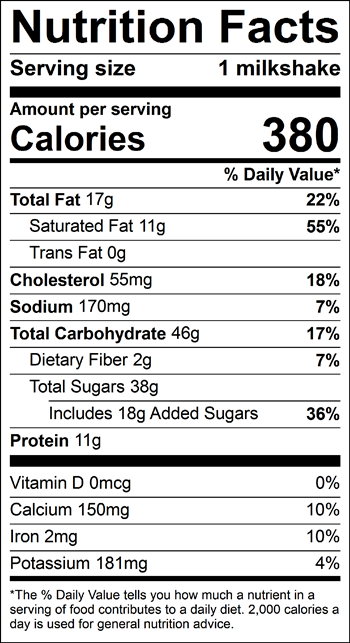 Nutrition Facts
Serving size 1 milkshake
Amount per serving
Calories 380
% Daily Value*
Total Fat 17g 22%
Saturated Fat 11g 55%
Trans Fat 0g
Cholesterol 55mg 18%
Sodium 170mg 7%
Total Carbohydrate 46g 17%
Dietary Fiber 2g 7%
Total Sugars 38g
Includes 18g Added Sugars 36%
Protein 11g
Vitamin D 0mcg 0%
Calcium 150mg 10%
Iron 2mg 10%
Potassium 181mg 4%
*The % Daily Value tells you how much a nutrient in a
serving of food contributes to a daily diet. 2,000 calories a
day is used for general nutrition advice.